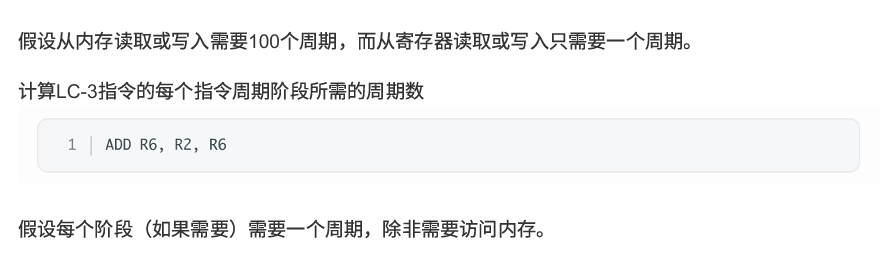 假设从内存读取或写入需要100个周期，而从寄存器读取或写入只需要一个周期。
计算LC-3指令的每个指令周期阶段所需的周期数
1 ADD R6, R2, R6
假设每个阶段（如果需要）需要一个周期，除非需要访问内存。